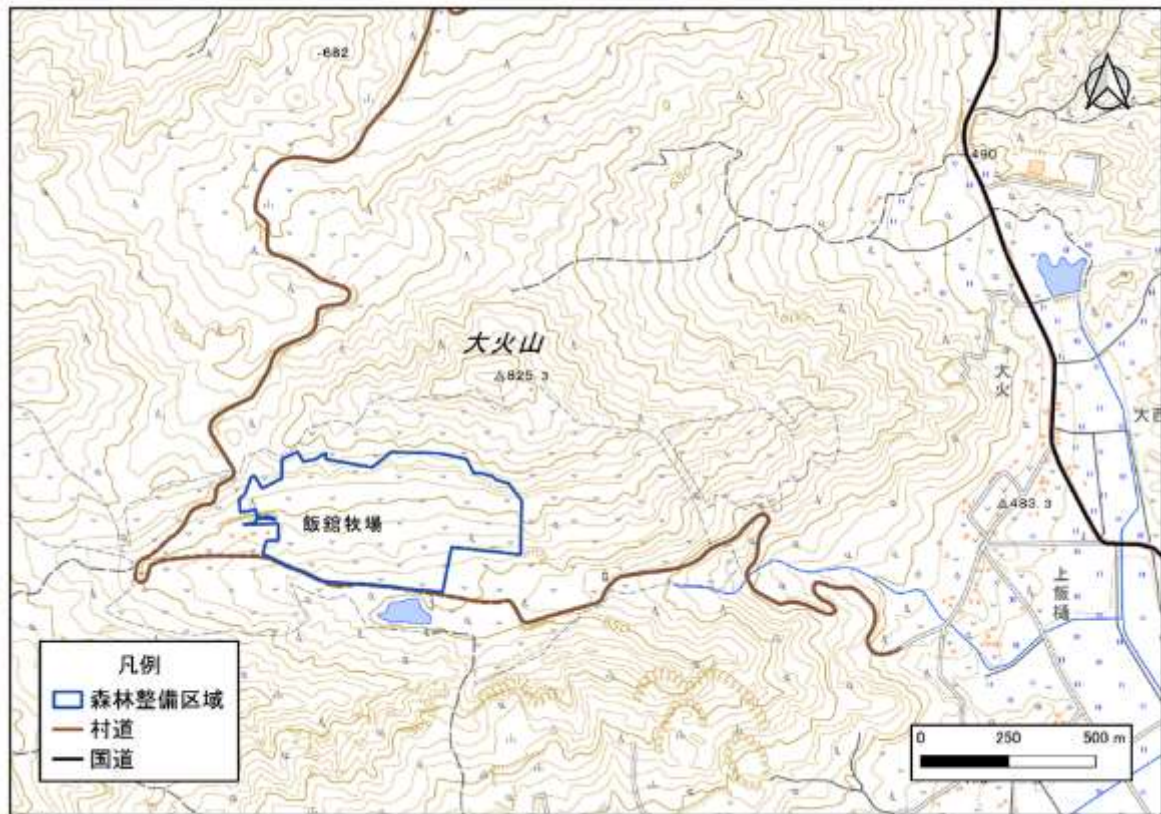 -682
490
大火山
△825.3
大火
大西
△483.3
飯舘牧場
上飯樋
凡例
森林整備区域
村道
国道
0 250 500 m